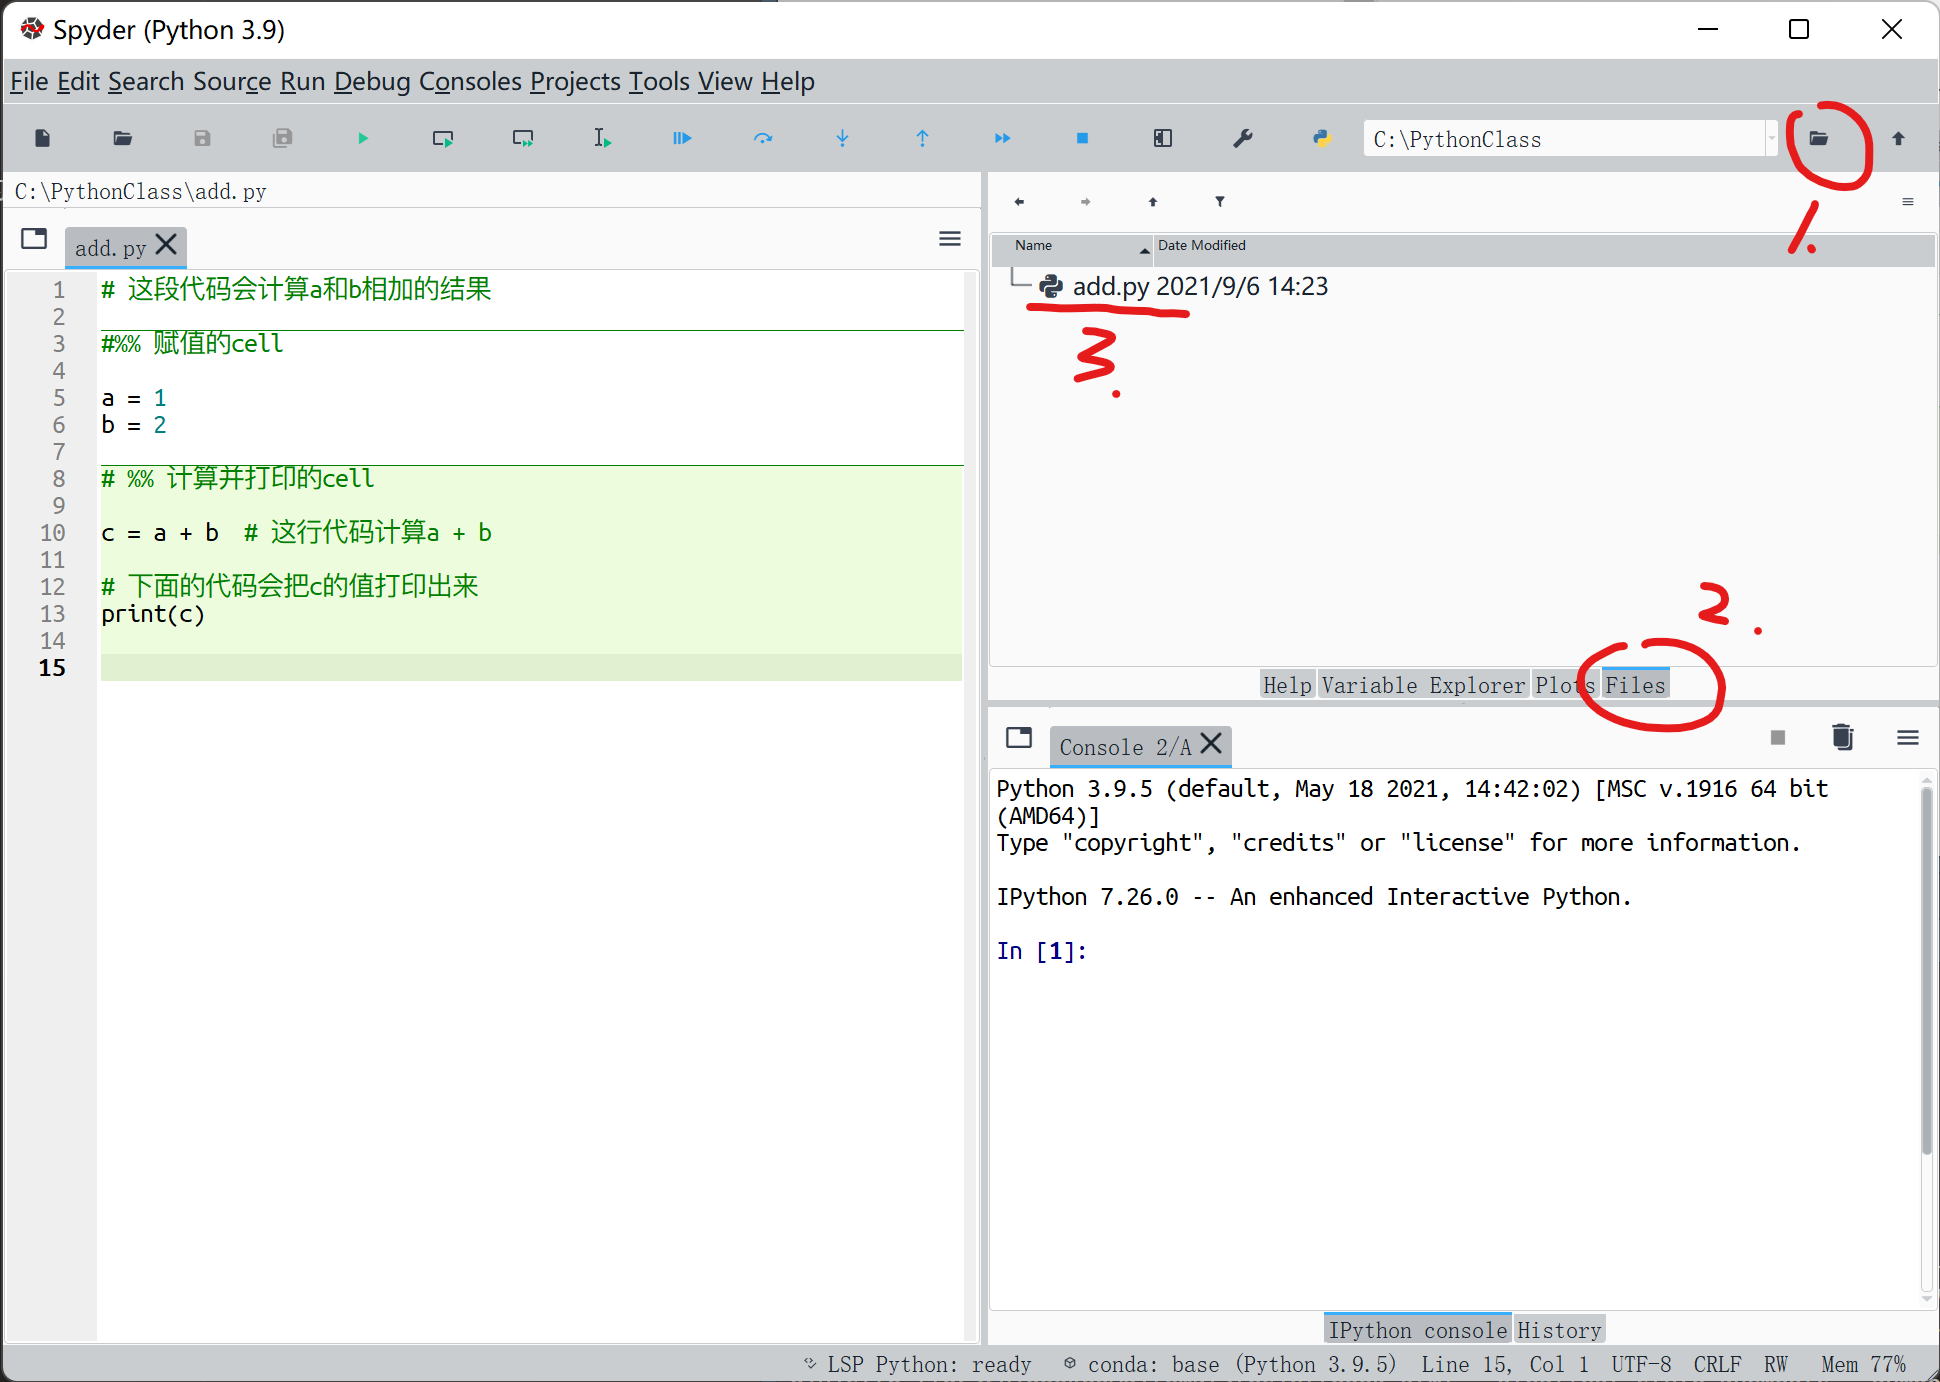 Spyder (Python 3.9)
File Edit Search Source Run Debug Consoles Projects Tools View Help
C:\PythonClass
1.
C:\PythonClass\add.py
add.py
1 # 这段代码会计算a和b相加的结果
2
3 #%% 赋值的cell
4
5 a = 1
6 b = 2
7
8 # %% 计算并打印的cell
9
10 c = a + b  # 这行代码计算a + b
11
12 # 下面的代码会把c的值打印出来
13 print(c)
14
15
Name Date Modified
add.py 2021/9/6 14:23
3.
2.
Help Variable Explorer Plots Files
Console 2/A
Python 3.9.5 (default, May 18 2021, 14:42:02) [MSC v.1916 64 bit
(AMD64)]
Type "copyright", "credits" or "license" for more information.
IPython 7.26.0 -- An enhanced Interactive Python.
In [1]:
IPython console History
LSP Python: ready conda: base (Python 3.9.5) Line 15, Col 1 UTF-8 CRLF RW Mem 77%